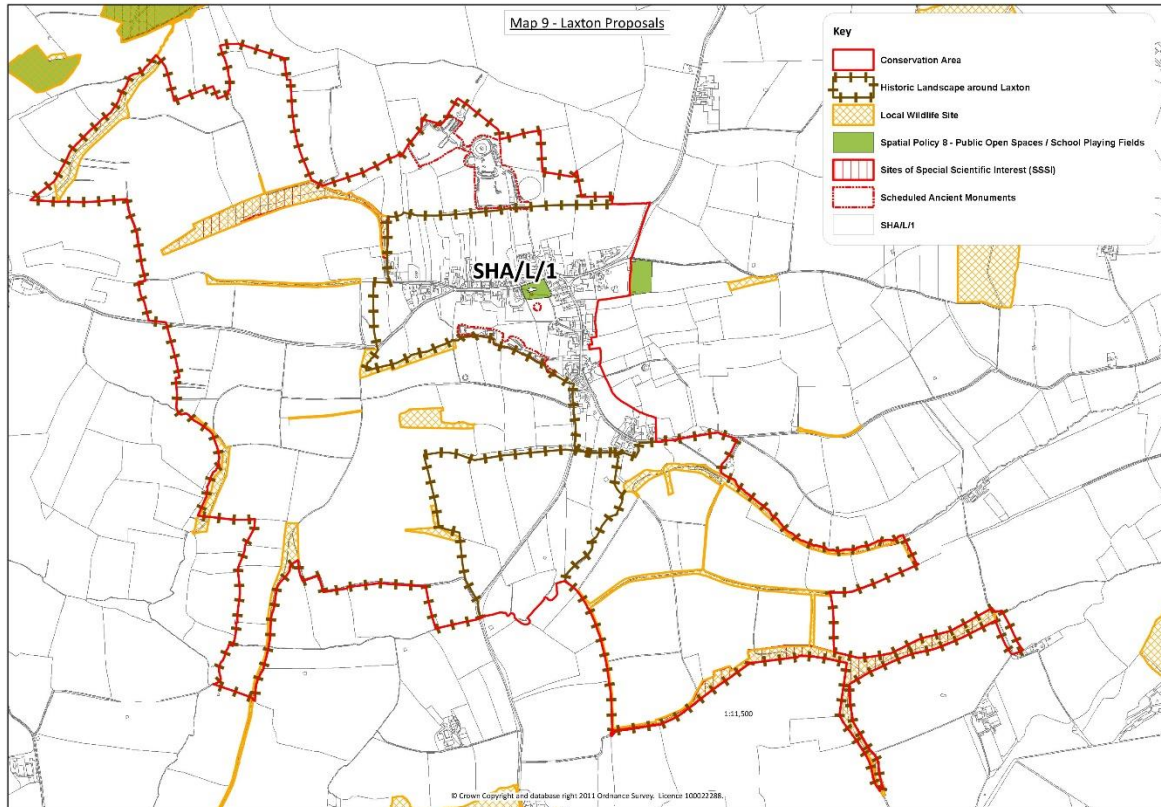 Map 9 - Laxton Proposals
Key
Conservation Area
Historic Landscape around Laxton
Local Wildlife Site
Spatial Policy 8 - Public Open Spaces / School Playing Fields
Sites of Special Scientific Interest (SSSI)
Scheduled Ancient Monuments
SHA/L/1
SHA/L/1
1:11,500
© Crown Copyright and database right 2011 Ordnance Survey. Licence 100022288.